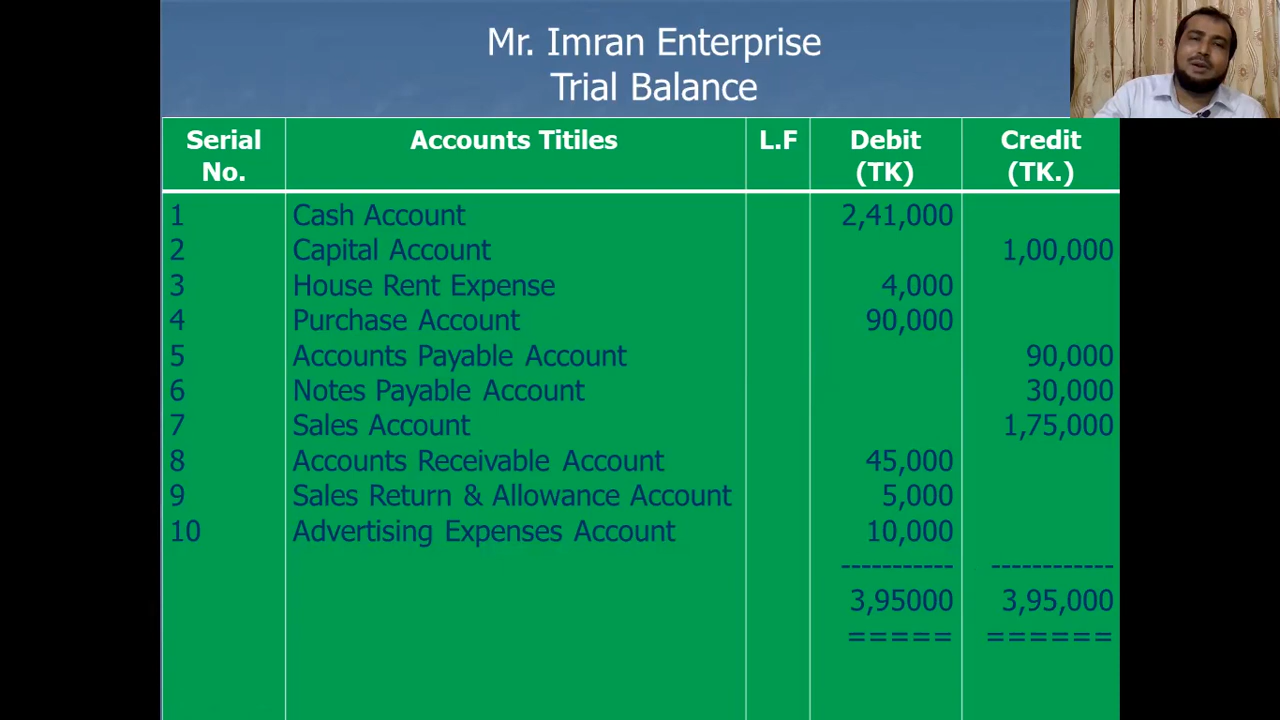 Mr. Imran Enterprise
Trial Balance
Serial No. Accounts Titiles L.F Debit (TK) Credit (TK.)
1 Cash Account 2,41,000
2 Capital Account 1,00,000
3 House Rent Expense 4,000
4 Purchase Account 90,000
5 Accounts Payable Account 90,000
6 Notes Payable Account 30,000
7 Sales Account 1,75,000
8 Accounts Receivable Account 45,000
9 Sales Return & Allowance Account 5,000
10 Advertising Expenses Account 10,000
----------- ------------
3,95000 3,95,000
===== ======